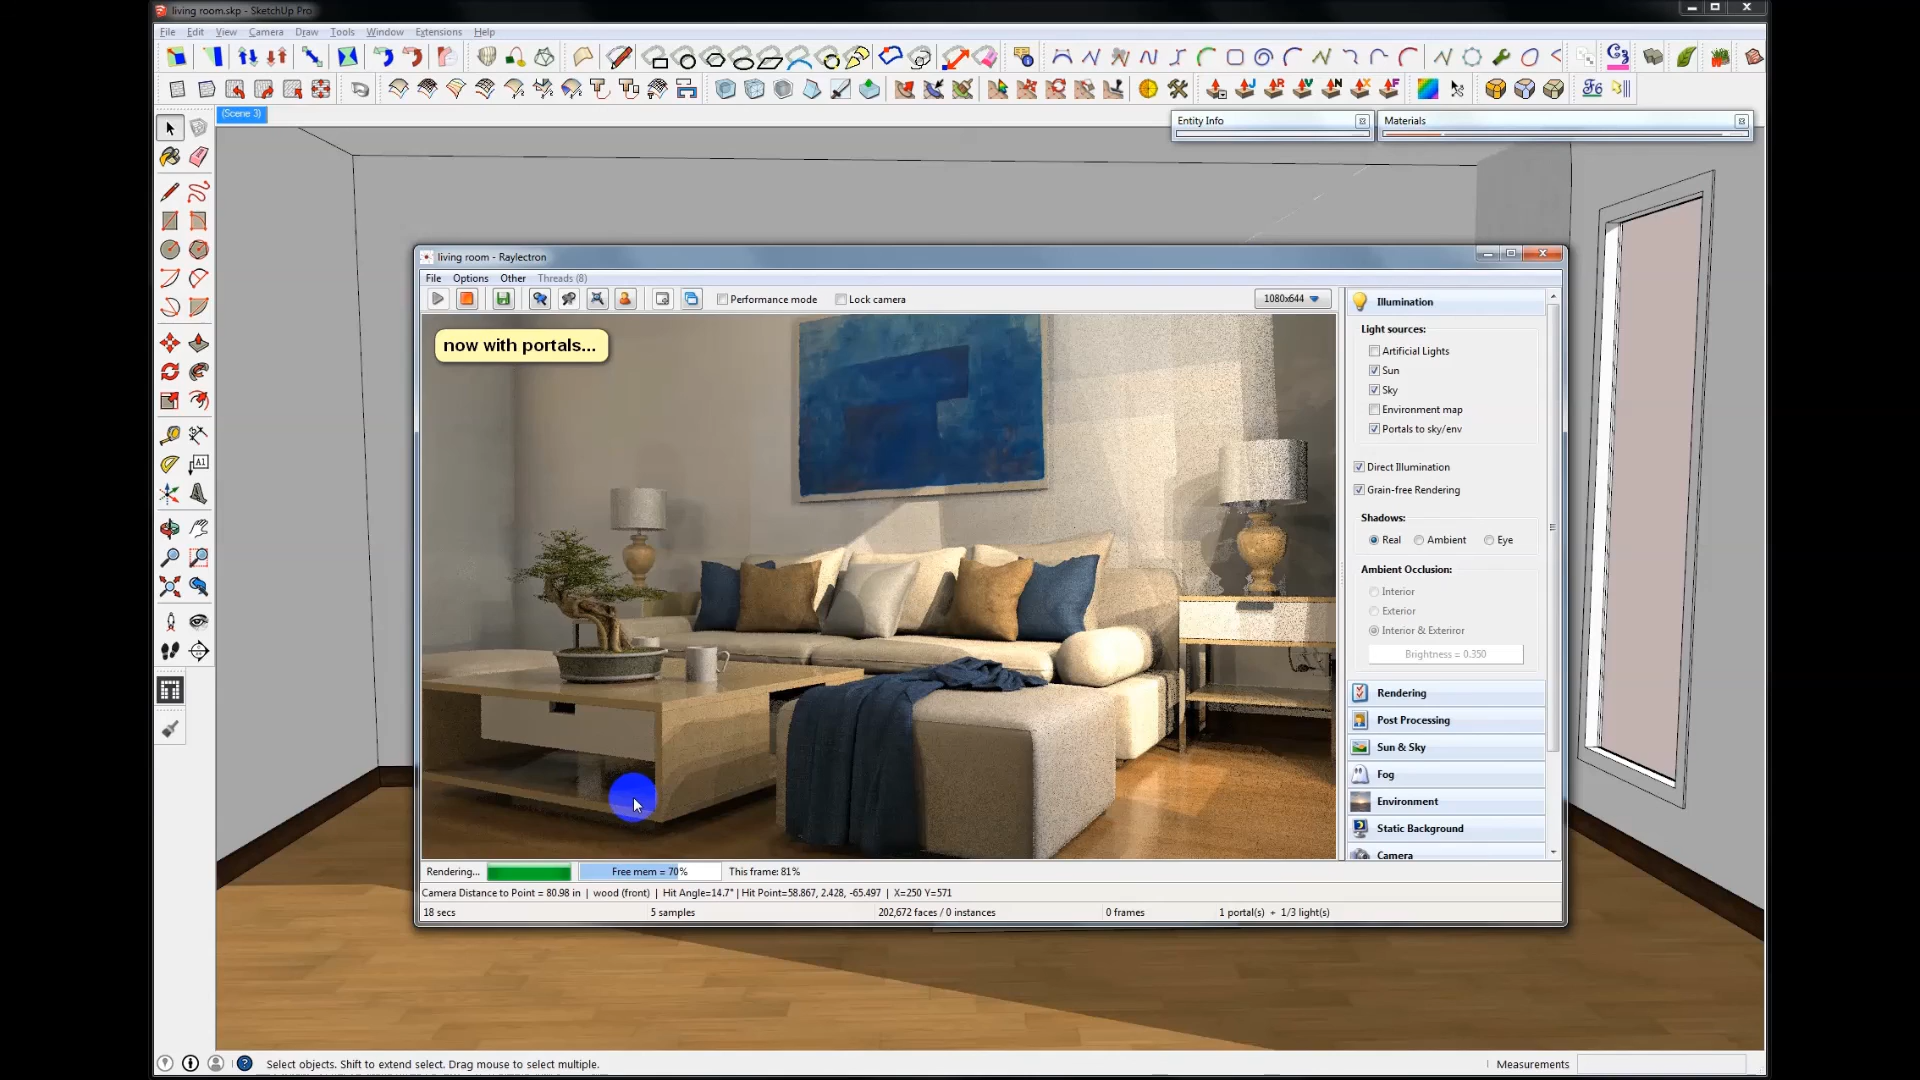 living room.skp - SketchUp Pro
File Edit View Camera Draw Tools Window Extensions Help
(Scene 3)
Entity Info
Materials
living room - Raylectron
File Options Other Threads (8)
Performance mode
Lock camera
1080x644
now with portals...
Illumination
Light sources:
Artificial Lights
Sun
Sky
Environment map
Portals to sky/env
Direct Illumination
Grain-free Rendering
Shadows:
Real Ambient Eye
Ambient Occlusion:
Interior
Exterior
Interior & Exteriror
Brightness = 0.350
Rendering
Post Processing
Sun & Sky
Fog
Environment
Static Background
Camera
Rendering... Free mem = 70% This frame: 81%
Camera Distance to Point = 80.98 in | wood (front) | Hit Angle=14.7° | Hit Point=58.867, 2.428, -65.497 | X=250 Y=571
18 secs 5 samples 202,672 faces / 0 instances 0 frames 1 portal(s) + 1/3 light(s)
Select objects. Shift to extend select. Drag mouse to select multiple.
Measurements